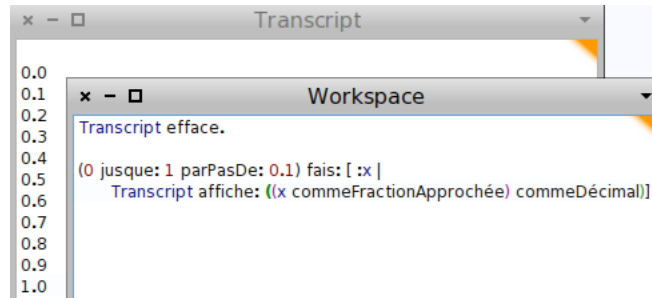 Transcript
0.0
0.1
0.2
0.3
0.4
0.5
0.6
0.7
0.8
0.9
1.0
Workspace
Transcript efface.
(0 jusque: 1 parPasDe: 0.1) fais: [ :x |
Transcript affiche: ((x commeFractionApprochée) commeDécimal)]